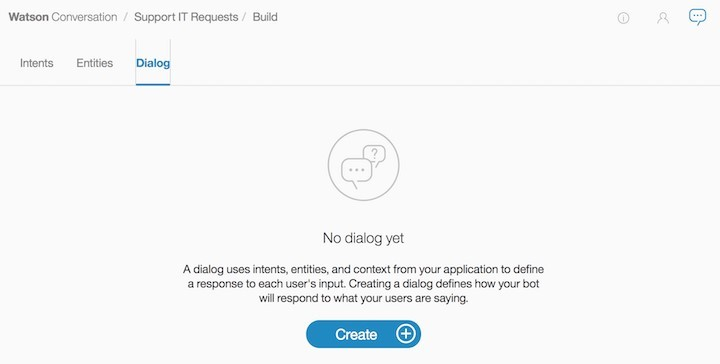 Watson Conversation / Support IT Requests / Build
Intents Entities Dialog
?
No dialog yet
A dialog uses intents, entities, and context from your application to define
a response to each user's input. Creating a dialog defines how your bot
will respond to what your users are saying.
Create